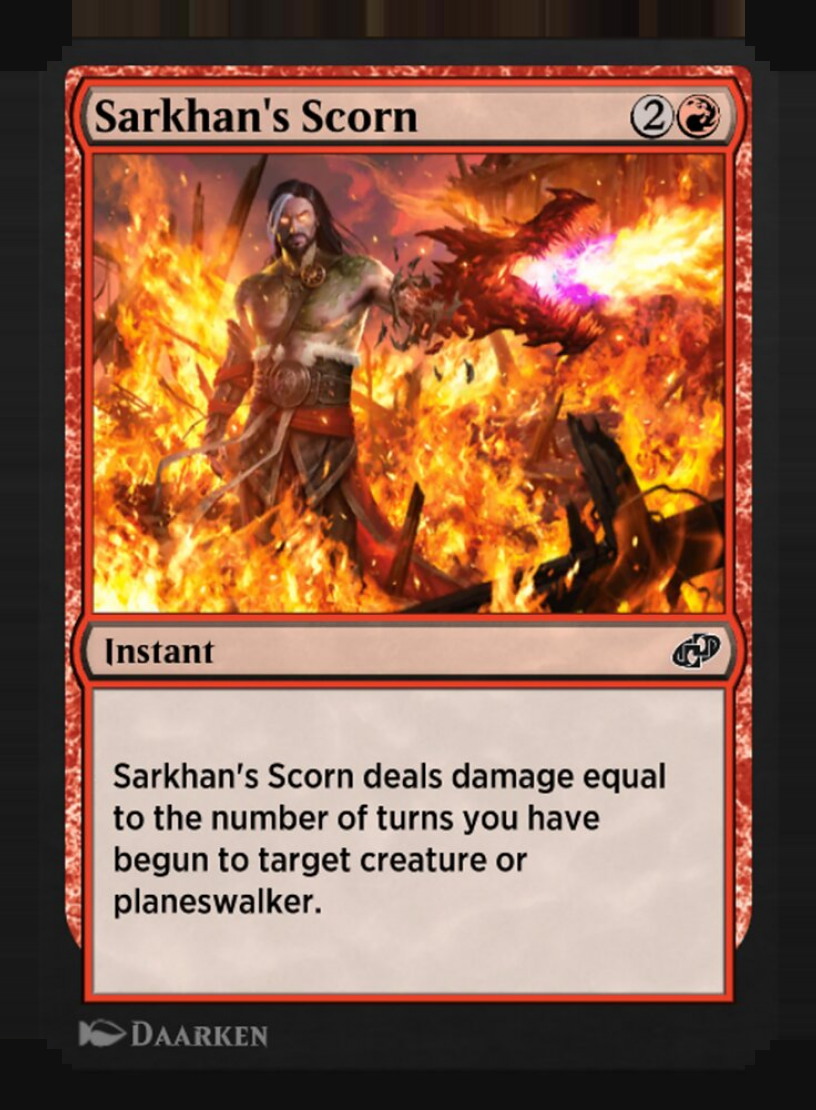 Sarkhan's Scorn 2
Instant
Sarkhan's Scorn deals damage equal
to the number of turns you have
begun to target creature or
planeswalker.
DAARKEN